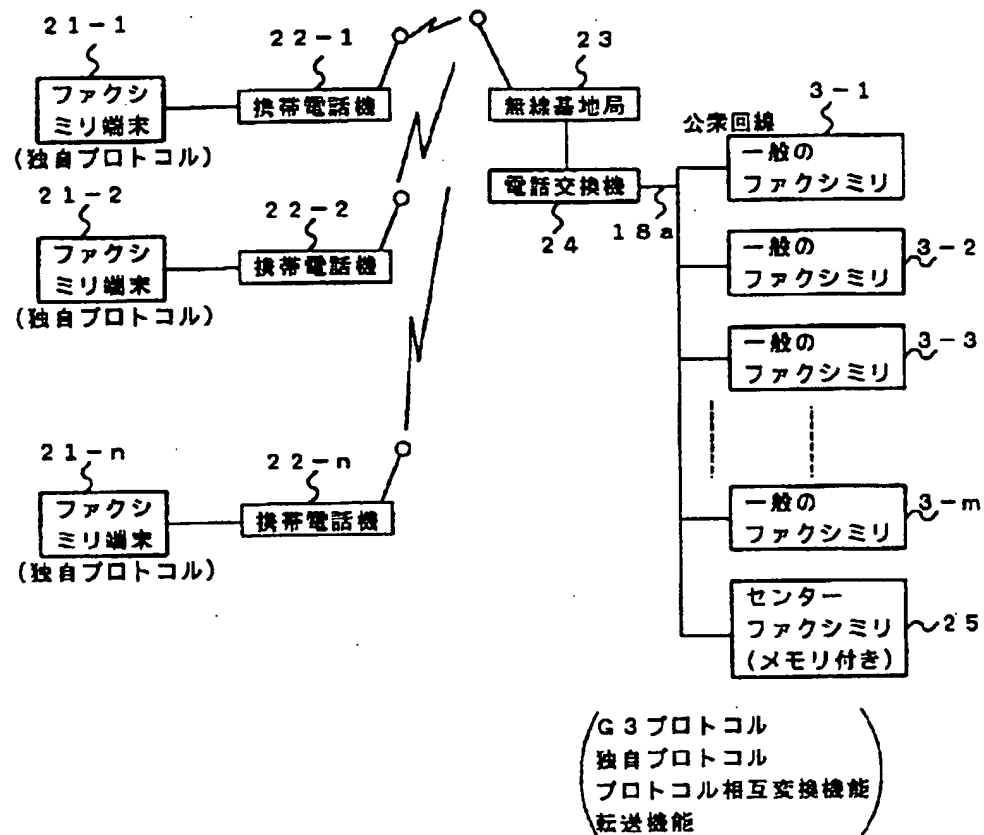 21-1
ファクシ
ミリ端末
(独自プロトコル)
22-1
携帯電話機
21-2
ファクシ
ミリ端末
(独自プロトコル)
22-2
携帯電話機
21-n
ファクシ
ミリ端末
(独自プロトコル)
22-n
携帯電話機
23
無線基地局
電話交換機
24
18a
公衆回線
3-1
一般の
ファクシミリ
一般の
ファクシミリ
3-2
一般の
ファクシミリ
3-3
一般の
ファクシミリ
3-m
センター
ファクシミリ
(メモリ付き)
25
G3プロトコル
独自プロトコル
プロトコル相互変換機能
転送機能